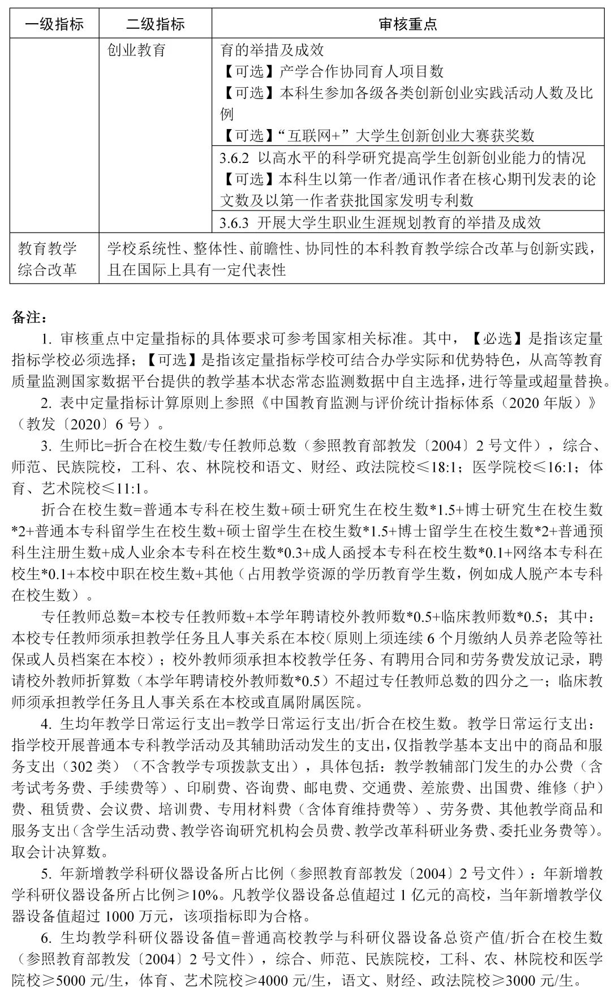 一级指标 二级指标 审核重点
创业教育 育的举措及成效
【可选】产学合作协同育人项目数
【可选】本科生参加各级各类创新创业实践活动人数及比
例
【可选】“互联网+”大学生创新创业大赛获奖数
3.6.2 以高水平的科学研究提高学生创新创业能力的情况
【可选】本科生以第一作者/通讯作者在核心期刊发表的论
文数及以第一作者获批国家发明专利数
3.6.3 开展大学生职业生涯规划教育的举措及成效
教育教学 学校系统性、整体性、前瞻性、协同性的本科教育教学综合改革与创新实践，
综合改革 且在国际上具有一定代表性
备注：
1. 审核重点中定量指标的具体要求可参考国家相关标准。其中，【必选】是指该定量
指标学校必须选择；【可选】是指该定量指标学校可结合办学实际和优势特色，从高等教育
质量监测国家数据平台提供的教学基本状态常态监测数据中自主选择，进行等量或超量替换。
2. 表中定量指标计算原则上参照《中国教育监测与评价统计指标体系（2020 年版）》
（教发〔2020〕6 号）。
3. 生师比=折合在校生数/专任教师总数（参照教育部教发〔2004〕2 号文件），综合、
师范、民族院校，工科、农、林院校和语文、财经、政法院校≤18:1；医学院校≤16:1；体
育、艺术院校≤11:1。
折合在校生数=普通本专科在校生数+硕士研究生在校生数*1.5+博士研究生在校生数
*2+普通本专科留学生在校生数+硕士留学生在校生数*1.5+博士留学生在校生数*2+普通预
科生注册生数+成人业余本专科在校生数*0.3+成人函授本专科在校生数*0.1+网络本专科在
校生*0.1+本校中职在校生数+其他（占用教学资源的学历教育学生数，例如成人脱产本专科
在校生数）。
专任教师总数=本校专任教师数+本学年聘请校外教师数*0.5+临床教师数*0.5；其中：
本校专任教师须承担教学任务且人事关系在本校（原则上须连续 6 个月缴纳人员养老险等社
保或人员档案在本校）；校外教师须承担本校教学任务、有聘用合同和劳务费发放记录，聘
请校外教师折算数（本学年聘请校外教师数*0.5）不超过专任教师总数的四分之一；临床教
师须承担教学任务且人事关系在本校或直属附属医院。
4. 生均年教学日常运行支出=教学日常运行支出/折合在校生数。教学日常运行支出：
指学校开展普通本专科教学活动及其辅助活动发生的支出，仅指教学基本支出中的商品和服
务支出（302 类）（不含教学专项拨款支出），具体包括：教学教辅部门发生的办公费（含
考试考务费、手续费等）、印刷费、咨询费、邮电费、交通费、差旅费、出国费、维修（护）
费、租赁费、会议费、培训费、专用材料费（含体育维持费等）、劳务费、其他教学商品和
服务支出（含学生活动费、教学咨询研究机构会员费、教学改革科研业务费、委托业务费等）。
取会计决算数。
5. 年新增教学科研仪器设备所占比例（参照教育部教发〔2004〕2 号文件）：年新增教
学科研仪器设备所占比例≥10%。凡教学仪器设备总值超过 1 亿元的高校，当年新增教学仪
器设备值超过 1000 万元，该项指标即为合格。
6. 生均教学科研仪器设备值=普通高校教学与科研仪器设备总资产值/折合在校生数
（参照教育部教发〔2004〕2 号文件），综合、师范、民族院校，工科、农、林院校和医学
院校≥5000 元/生，体育、艺术院校≥4000 元/生，语文、财经、政法院校≥3000 元/生。